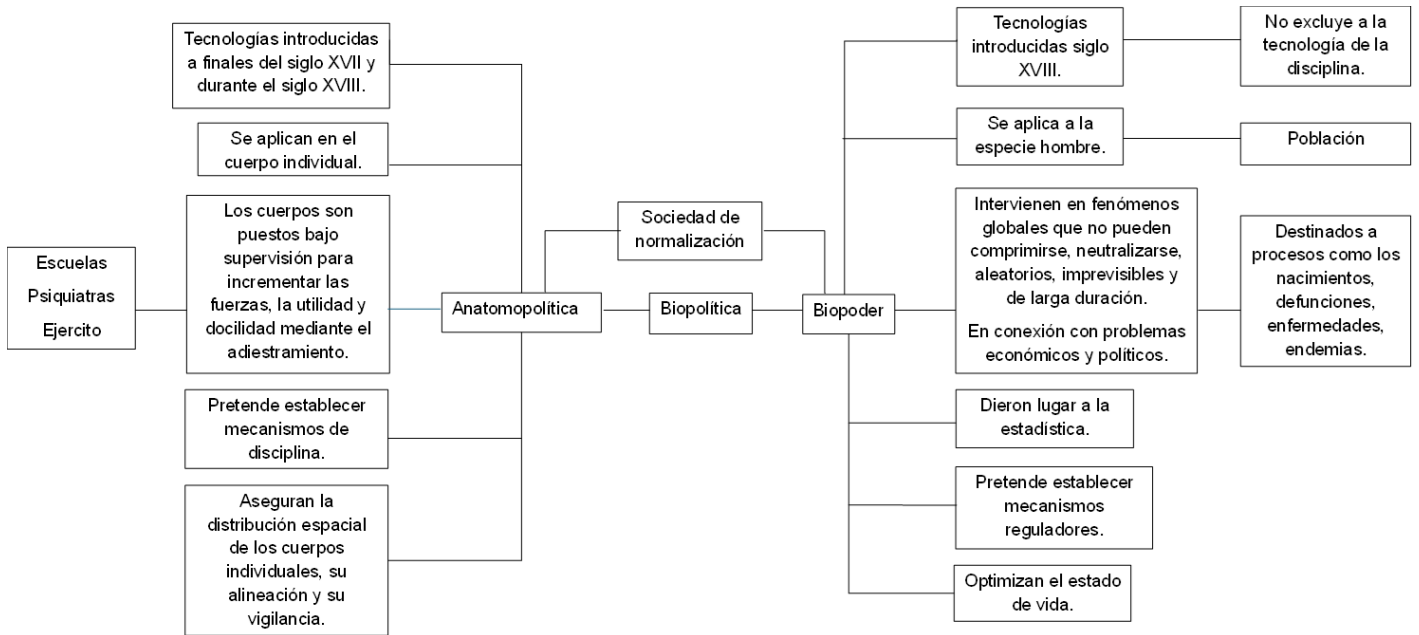 Tecnologías introducidas
a finales del siglo XVII y
durante el siglo XVIII.
Se aplican en el
cuerpo individual.
Los cuerpos son
puestos bajo
supervisión para
incrementar las
fuerzas, la utilidad y
docilidad mediante el
adiestramiento.
Escuelas
Psiquiatras
Ejercito
Pretende establecer
mecanismos de
disciplina.
Aseguran la
distribución espacial
de los cuerpos
individuales, su
alineación y su
vigilancia.
Anatomopolítica
Sociedad de
normalización
Biopolítica
Biopoder
Tecnologías
introducidas siglo
XVIII.
No excluye a la
tecnología de la
disciplina.
Se aplica a la
especie hombre.
Población
Intervienen en fenómenos
globales que no pueden
comprimirse, neutralizarse,
aleatorios, imprevisibles y
de larga duración.
En conexión con problemas
económicos y políticos.
Destinados a
procesos como los
nacimientos,
defunciones,
enfermedades,
endemias.
Dieron lugar a la
estadística.
Pretende establecer
mecanismos
reguladores.
Optimizan el estado
de vida.